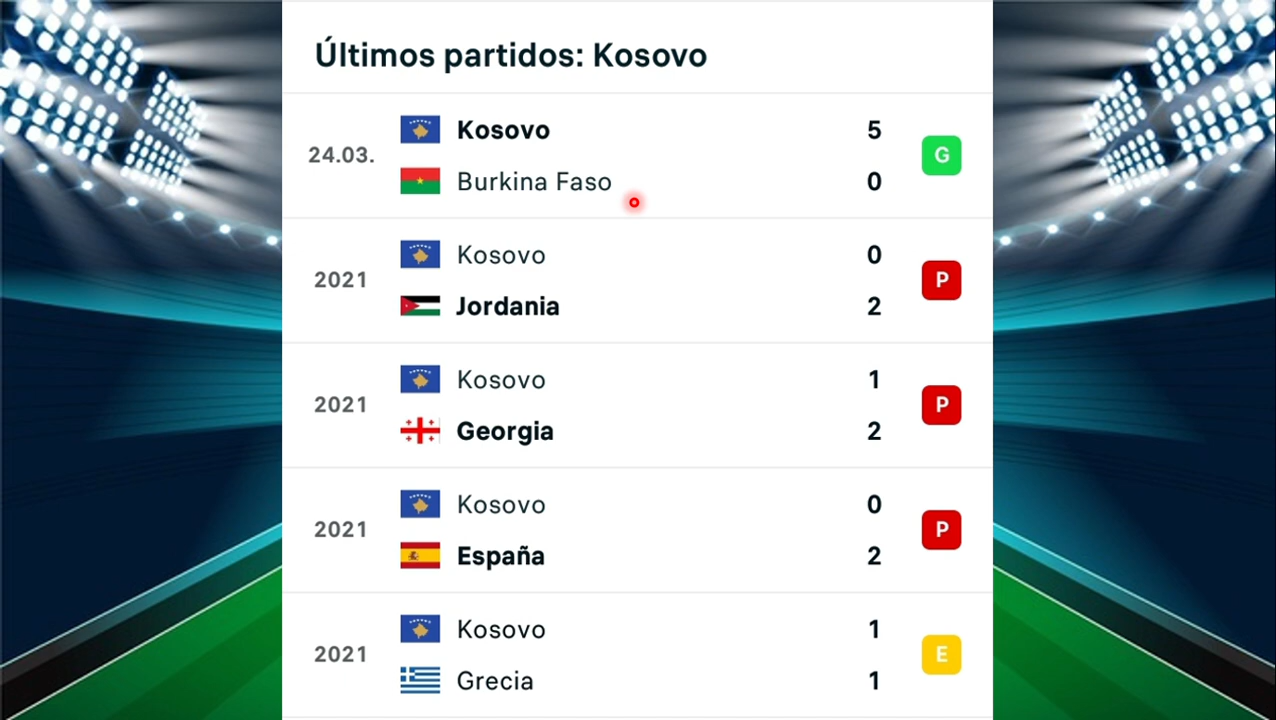 Últimos partidos: Kosovo
24.03.
Kosovo 5
Burkina Faso 0
G
2021
Kosovo 0
Jordania 2
P
2021
Kosovo 1
Georgia 2
P
2021
Kosovo 0
España 2
P
2021
Kosovo 1
Grecia 1
E